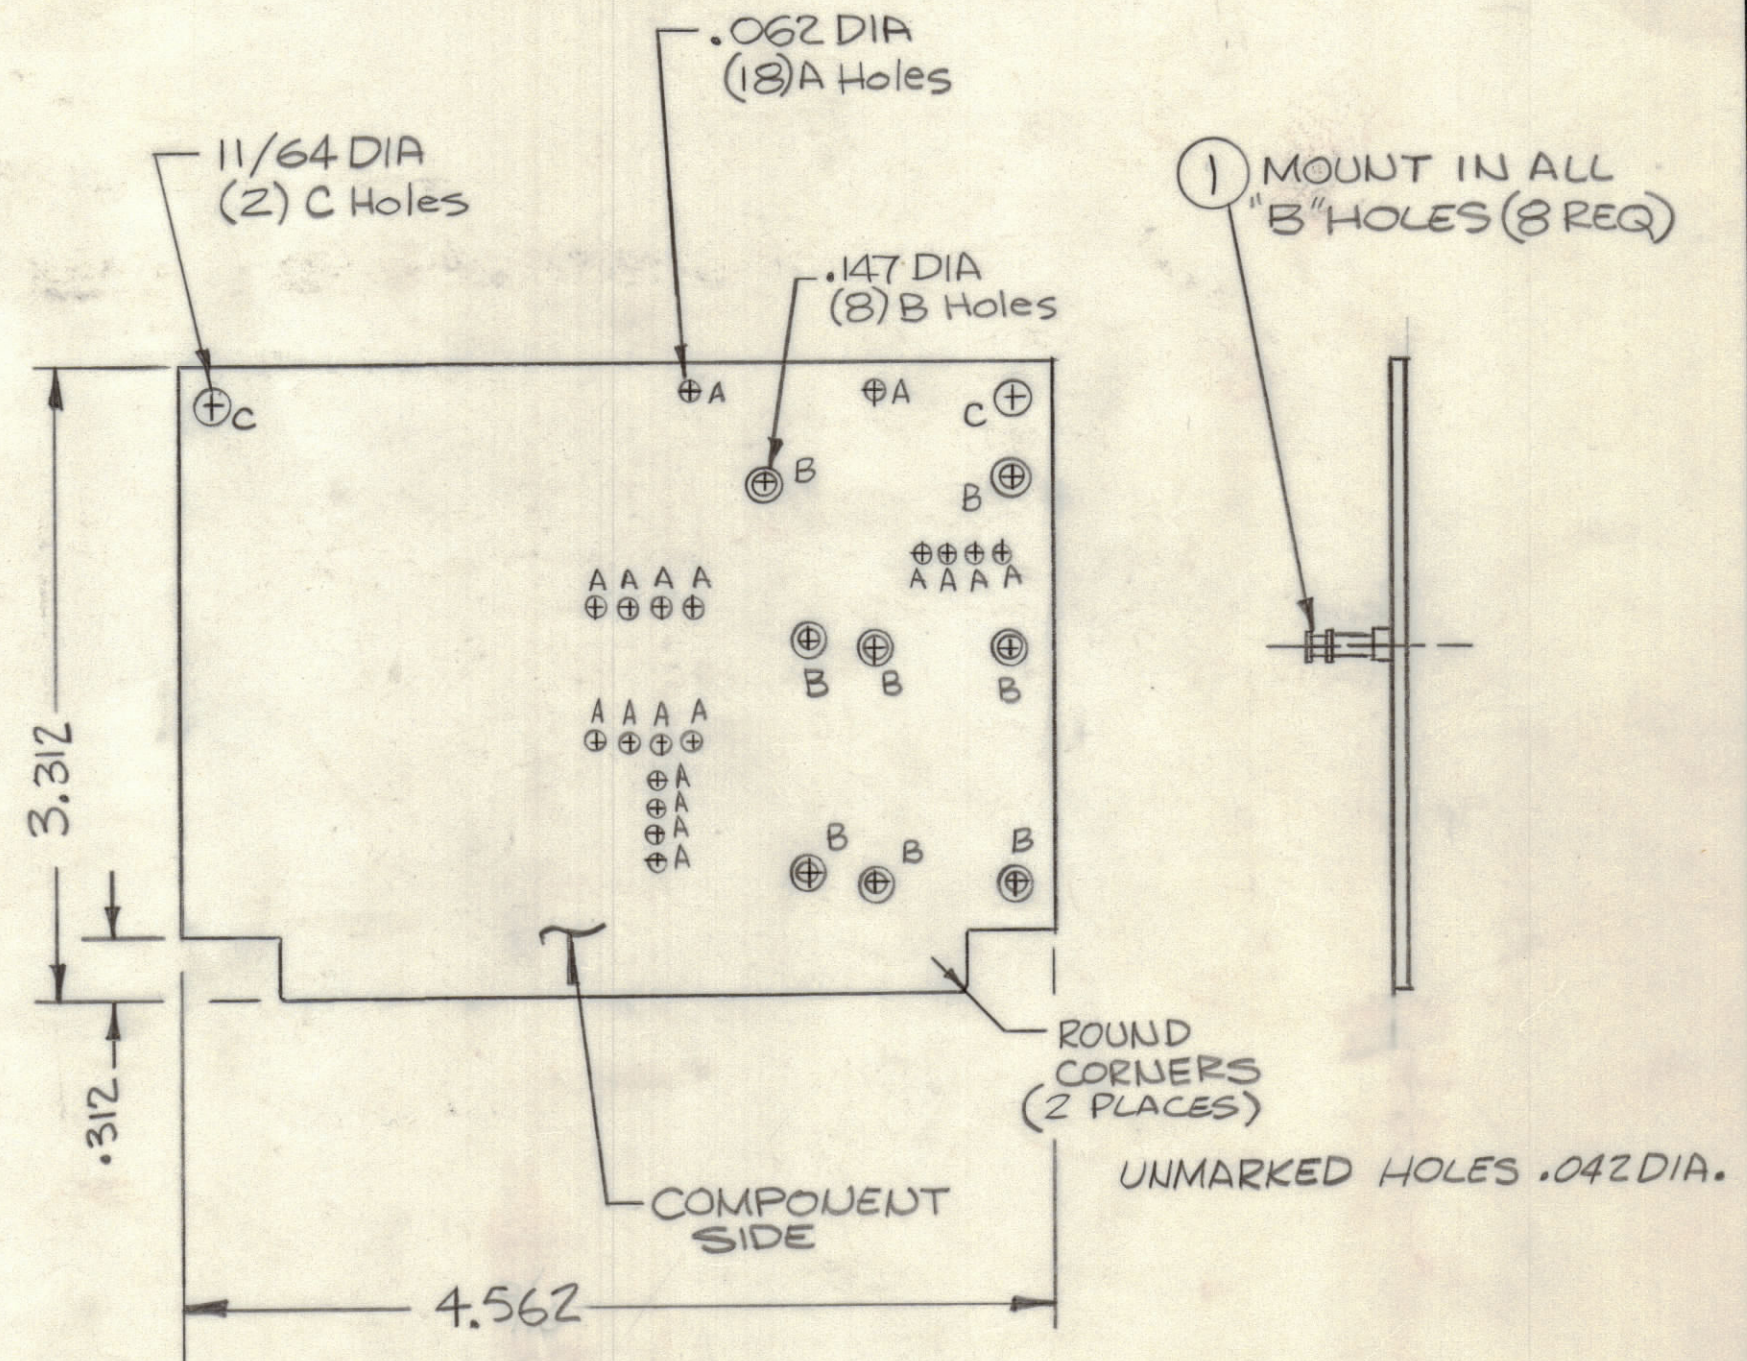 .062 DIA
(18) A Holes
11/64 DIA
(2) C Holes
1 MOUNT IN ALL
"B" HOLES (8 REQ)
.147 DIA
(8) B Holes
A A
C C
B B
A A A A
A A A A
A A A A
B B B
A A A A
A
A
A
A
B B B
3.312
.312
ROUND
CORNERS
(2 PLACES)
UNMARKED HOLES .042 DIA.
COMPONENT
SIDE
4.562